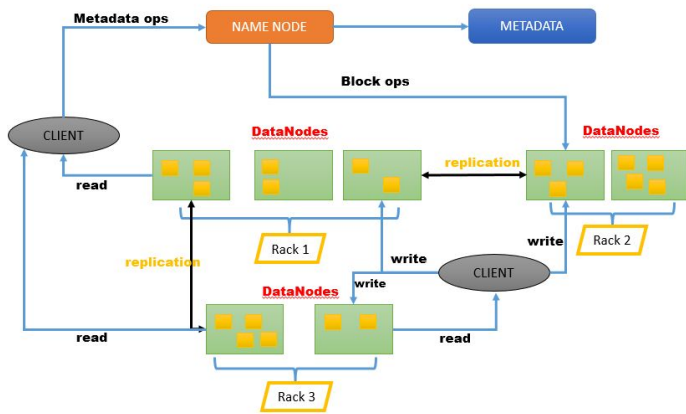 Metadata ops
NAME NODE
METADATA
Block ops
CLIENT
DataNodes
DataNodes
replication
read
Rack 1
Rack 2
replication
write
write
CLIENT
DataNodes
write
read
read
Rack 3